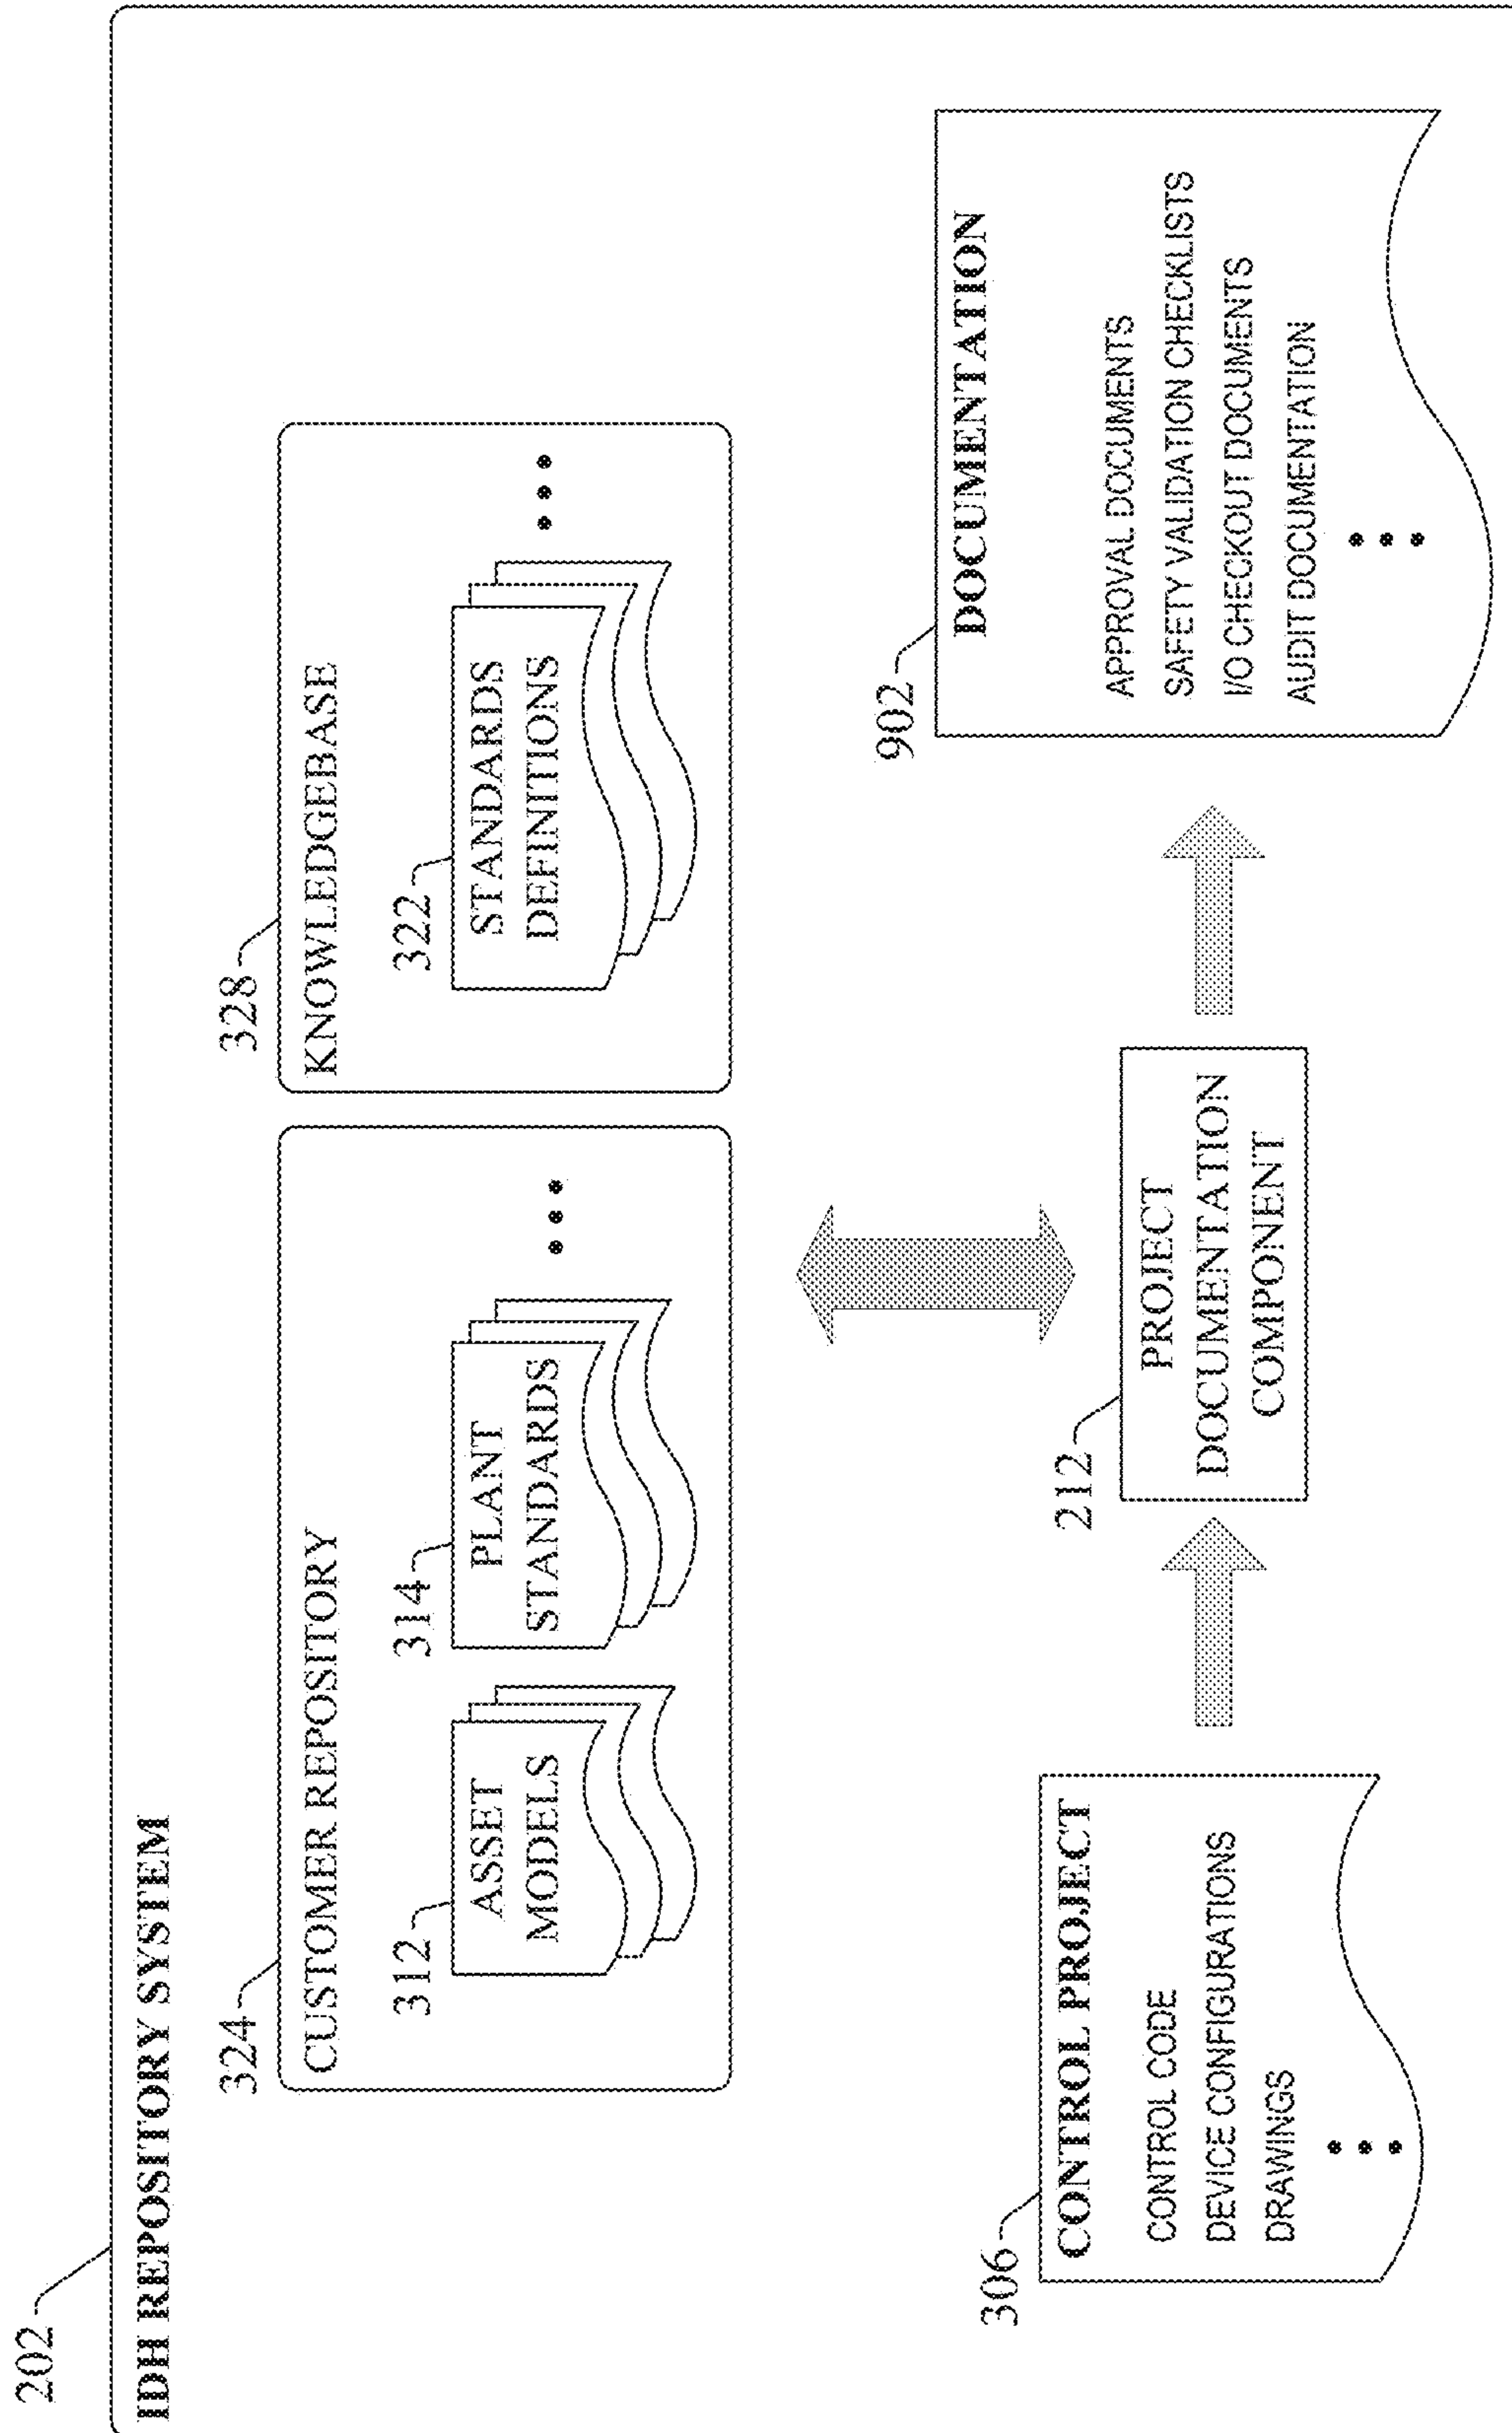 202
IDH REPOSITORY SYSTEM
324
CUSTOMER REPOSITORY
312
ASSET
MODELS
314
PLANT
STANDARDS
328
KNOWLEDGEBASE
322
STANDARDS
DEFINITIONS
306
CONTROL PROJECT
CONTROL CODE
DEVICE CONFIGURATIONS
DRAWINGS
212
PROJECT
DOCUMENTATION
COMPONENT
902
DOCUMENTATION
APPROVAL DOCUMENTS
SAFETY VALIDATION CHECKLISTS
I/O CHECKOUT DOCUMENTS
AUDIT DOCUMENTATION